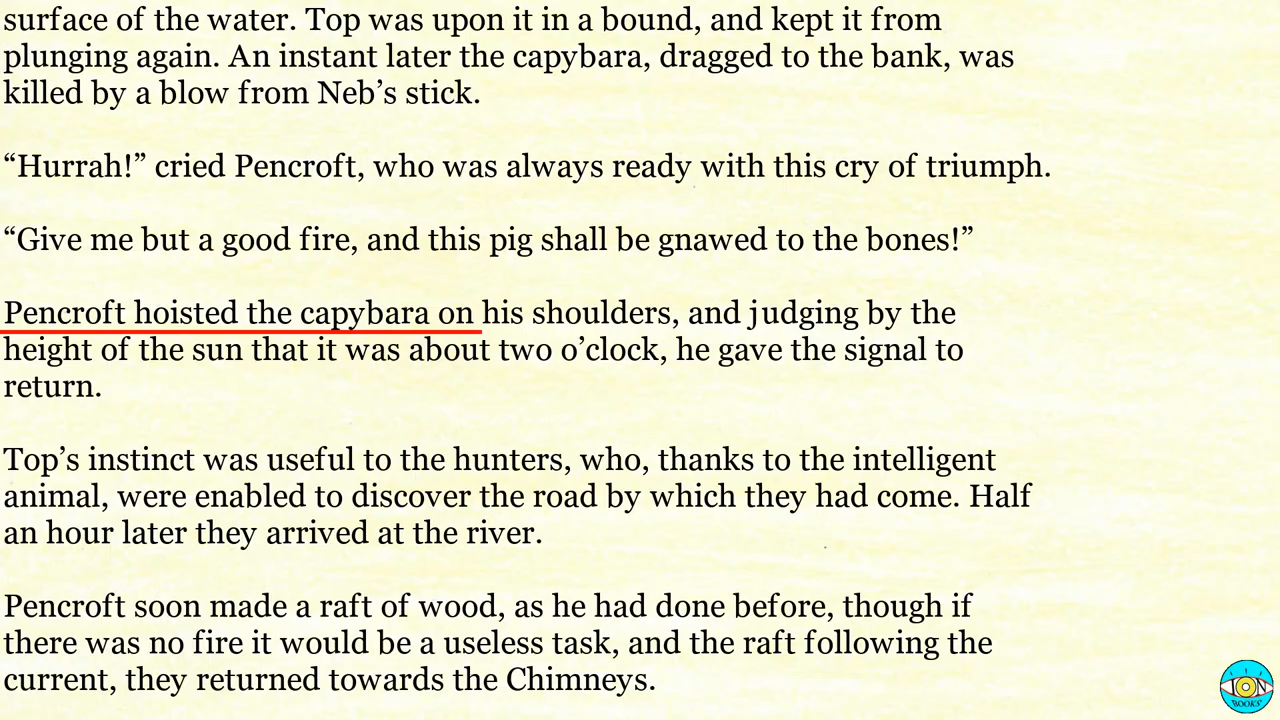 surface of the water. Top was upon it in a bound, and kept it from
plunging again. An instant later the capybara, dragged to the bank, was
killed by a blow from Neb’s stick.
“Hurrah!” cried Pencroft, who was always ready with this cry of triumph.
“Give me but a good fire, and this pig shall be gnawed to the bones!”
Pencroft hoisted the capybara on his shoulders, and judging by the
height of the sun that it was about two o’clock, he gave the signal to
return.
Top’s instinct was useful to the hunters, who, thanks to the intelligent
animal, were enabled to discover the road by which they had come. Half
an hour later they arrived at the river.
Pencroft soon made a raft of wood, as he had done before, though if
there was no fire it would be a useless task, and the raft following the
current, they returned towards the Chimneys.
ION
BOOKS